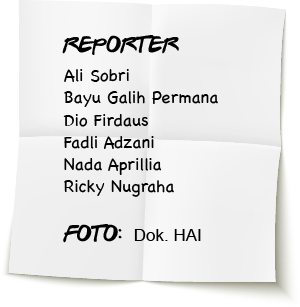 REPORTER
Ali Sobri
Bayu Galih Permana
Dio Firdaus
Fadli Adzani
Nada Aprillia
Ricky Nugraha
FOTO: Dok. HAI